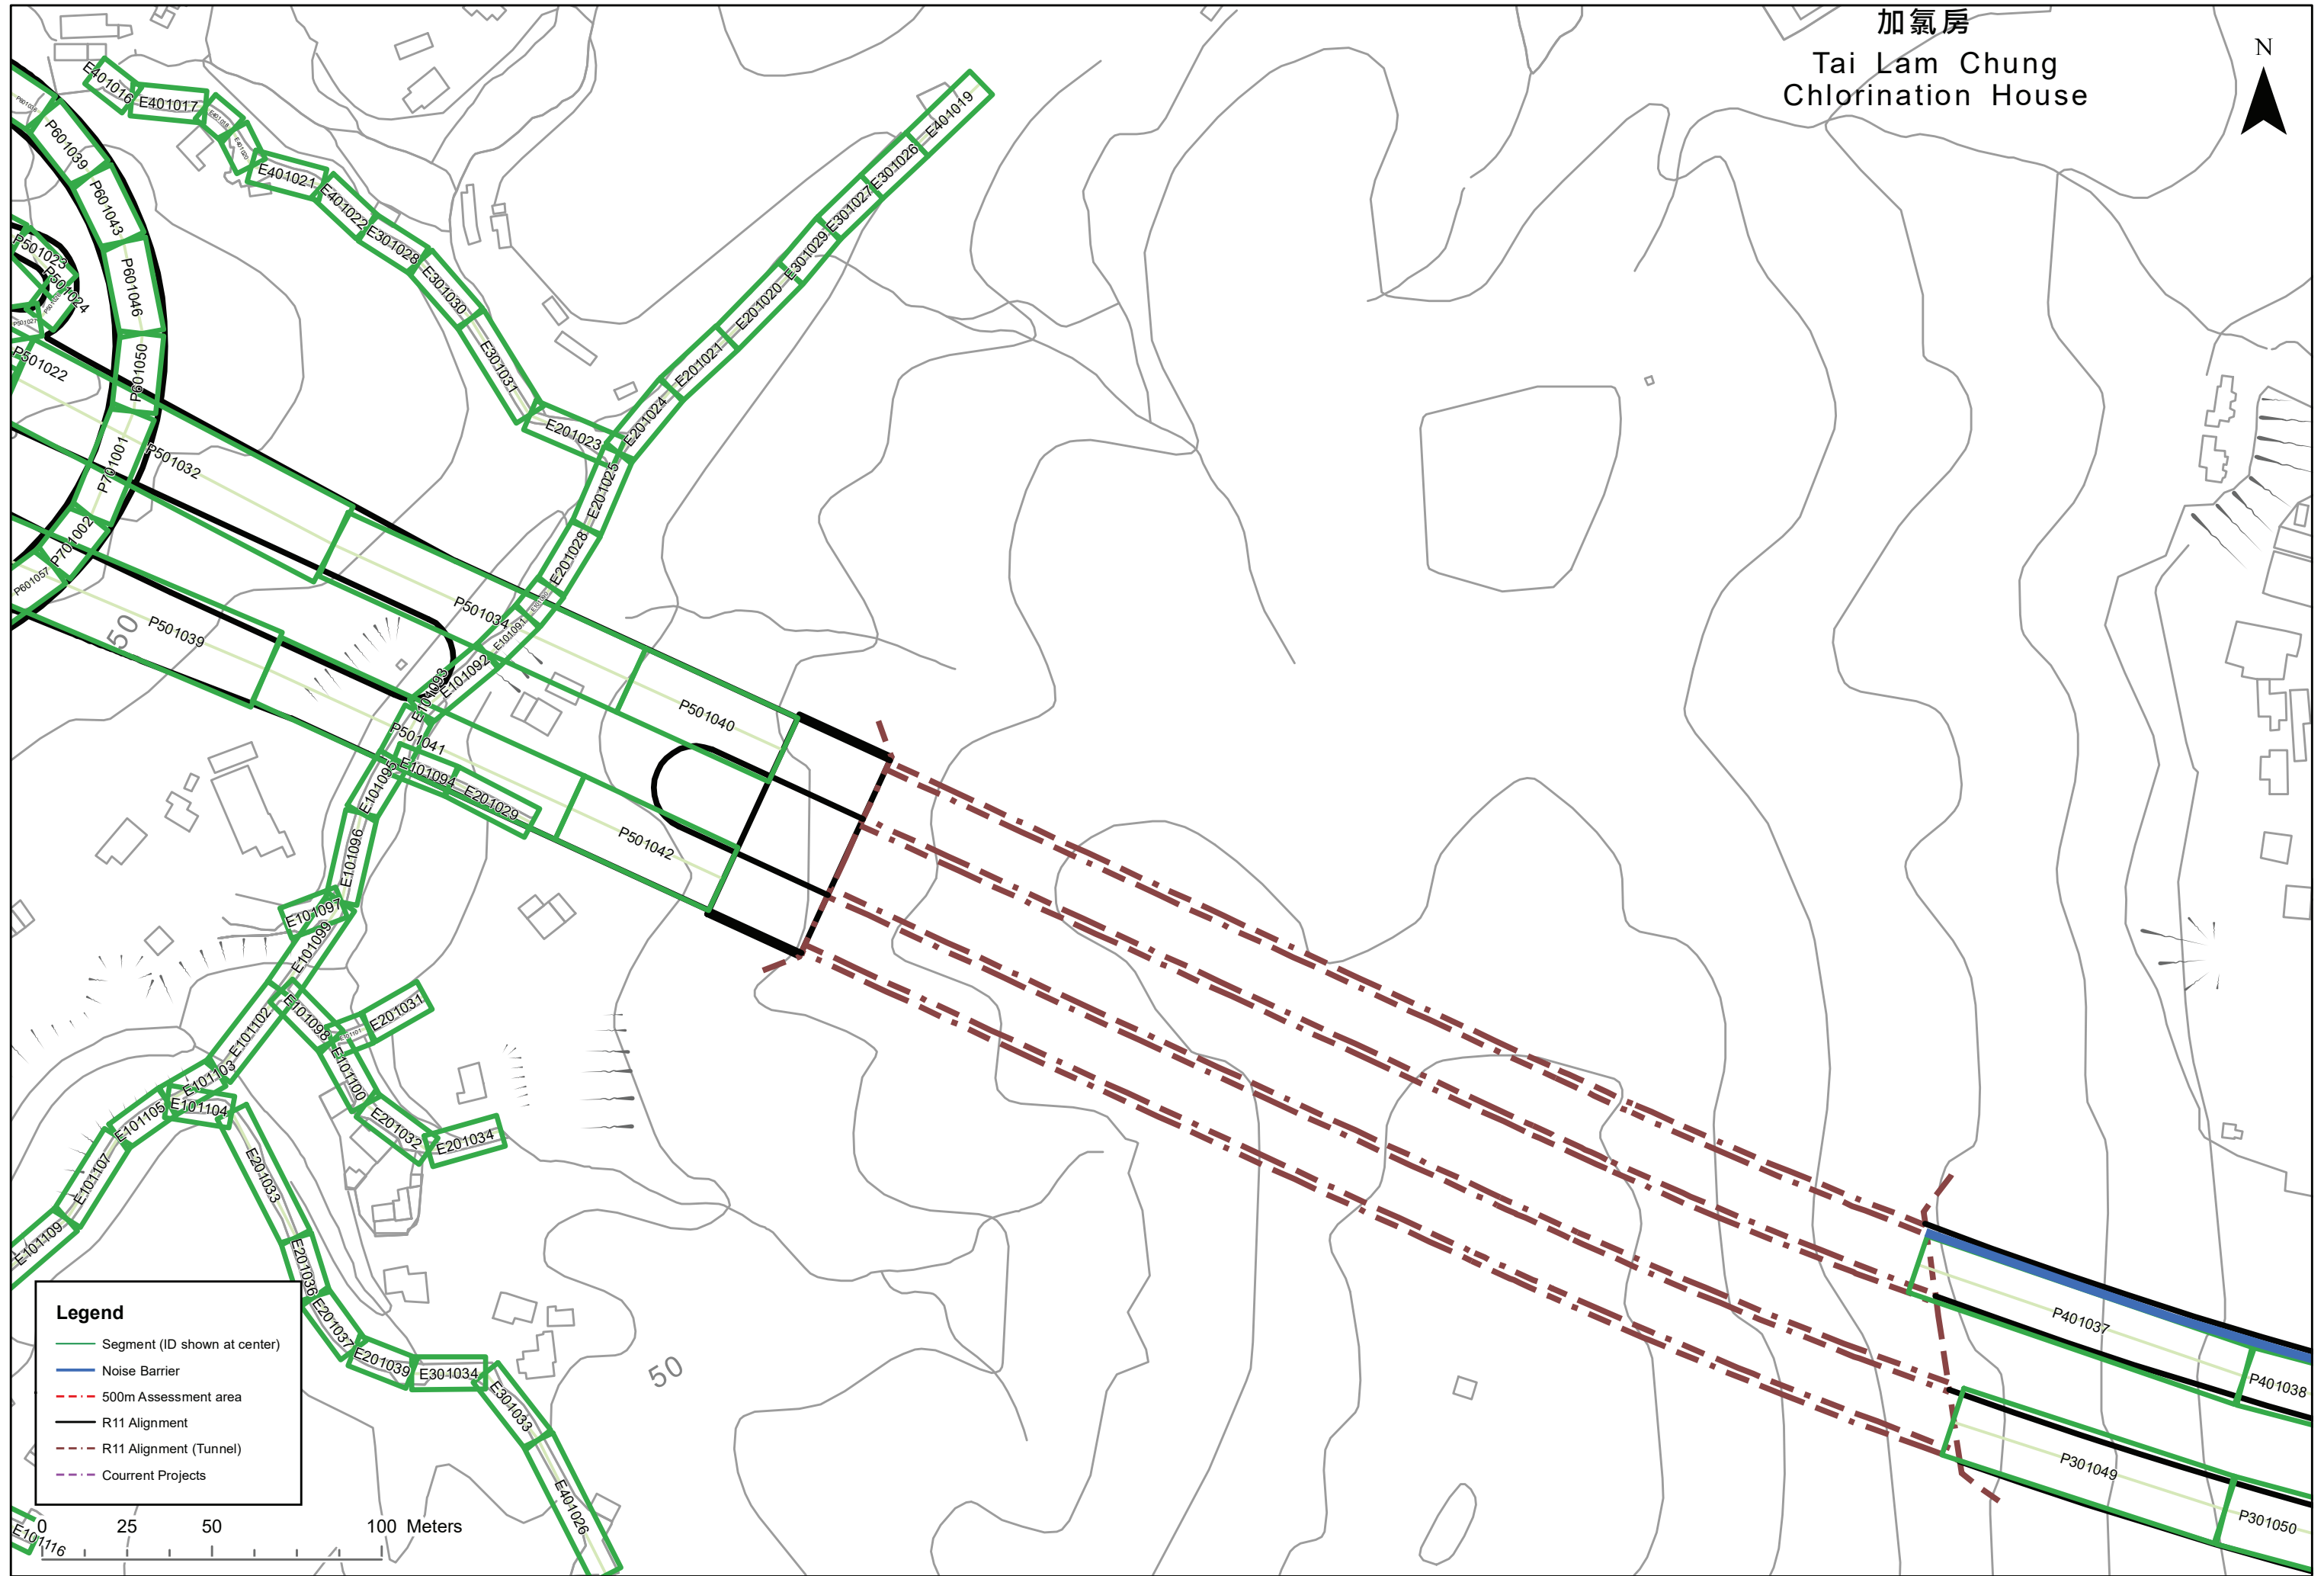 加氯房
Tai Lam Chung
Chlorination House
N
E401016
E401017
E401019
E401021
E401022
E301026
E301027
E301028
E301029
E301030
E301031
E201020
E201021
E201023
E201024
E201025
E201028
P601039
P601043
P601046
P601050
P501023
P501024
P501027
P501022
P701001
P701002
P601057
P501032
P501034
P501039
P501040
P501041
P501042
50
E101091
E101092
E101093
E101094
E101095
E201029
E101096
E101097
E101099
E101098
E101102
E201031
E101100
E101103
E101104
E101105
E201032
E201034
E101107
E201033
E101109
E201036
E201037
E201039
E301034
E301033
E401026
50
P401037
P401038
P301049
P301050
Legend
Segment (ID shown at center)
Noise Barrier
500m Assessment area
R11 Alignment
R11 Alignment (Tunnel)
Courrent Projects
0 25 50 100 Meters
E101116